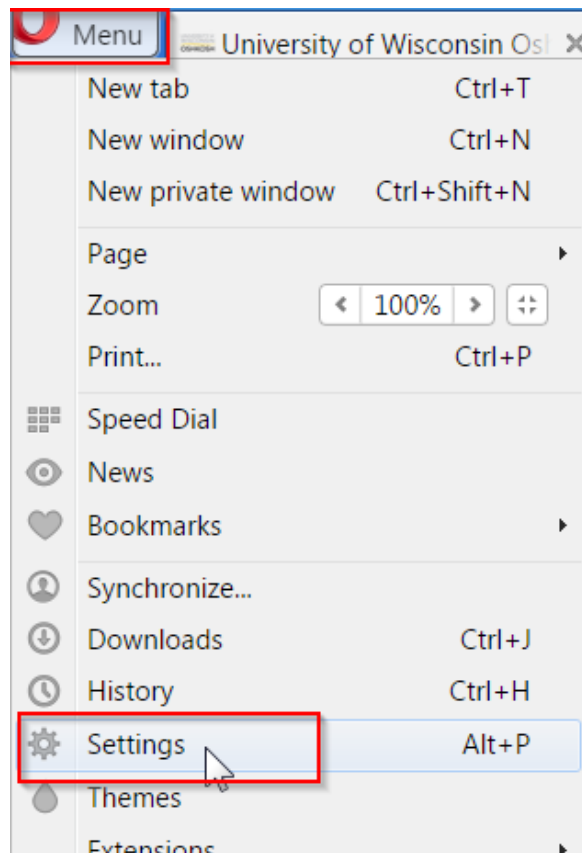 Menu
University of Wisconsin Osl
New tab Ctrl+T
New window Ctrl+N
New private window Ctrl+Shift+N
Page
Zoom 100%
Print... Ctrl+P
Speed Dial
News
Bookmarks
Synchronize...
Downloads Ctrl+J
History Ctrl+H
Settings Alt+P
Themes
Extensions